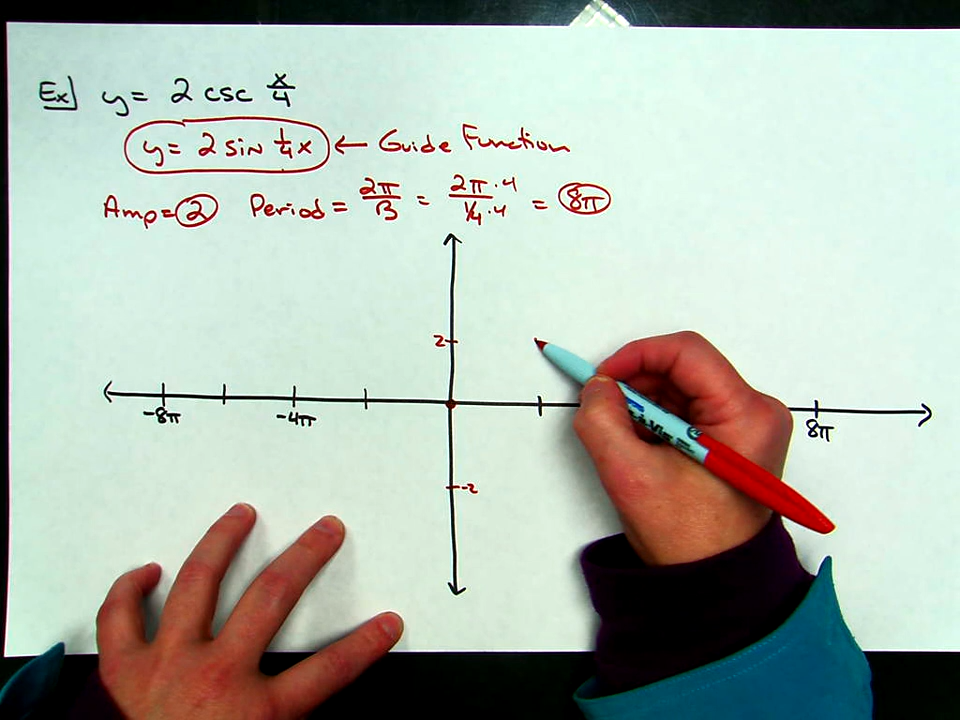 Ex) y = 2 csc x/4
y = 2 sin 1/4 x ← Guide Function
Amp = 2 Period = 2π/B = 2π·4 / 1/4·4 = 8π
2
-8π -4π 8π
-2